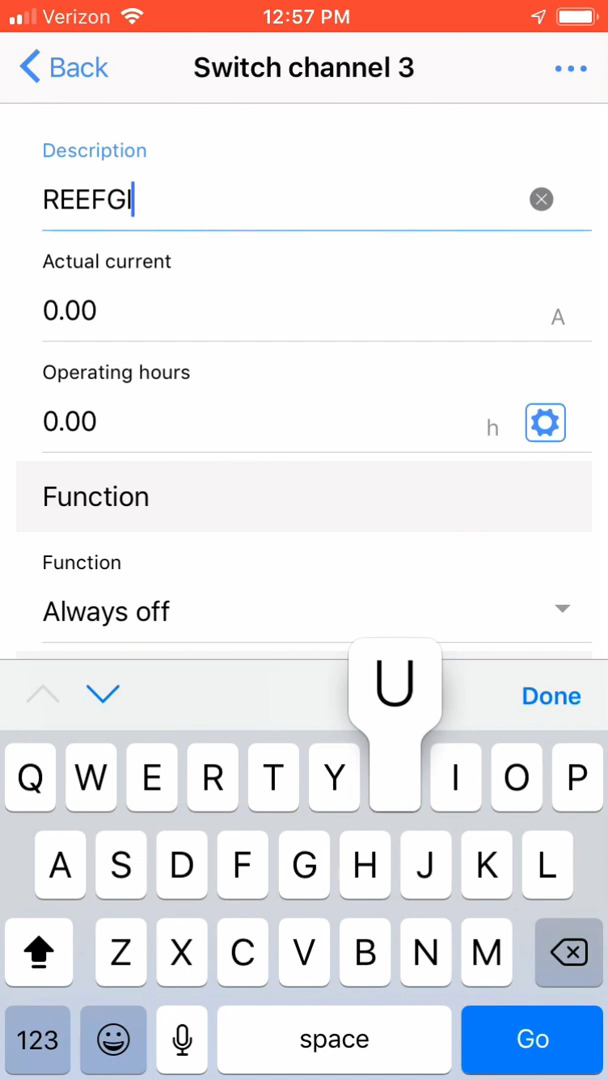 Verizon 12:57 PM
Back Switch channel 3
Description
REEFGI
Actual current
0.00 A
Operating hours
0.00 h
Function
Function
Always off
U
Done
Q W E R T Y I O P
A S D F G H J K L
Z X C V B N M
123 space Go